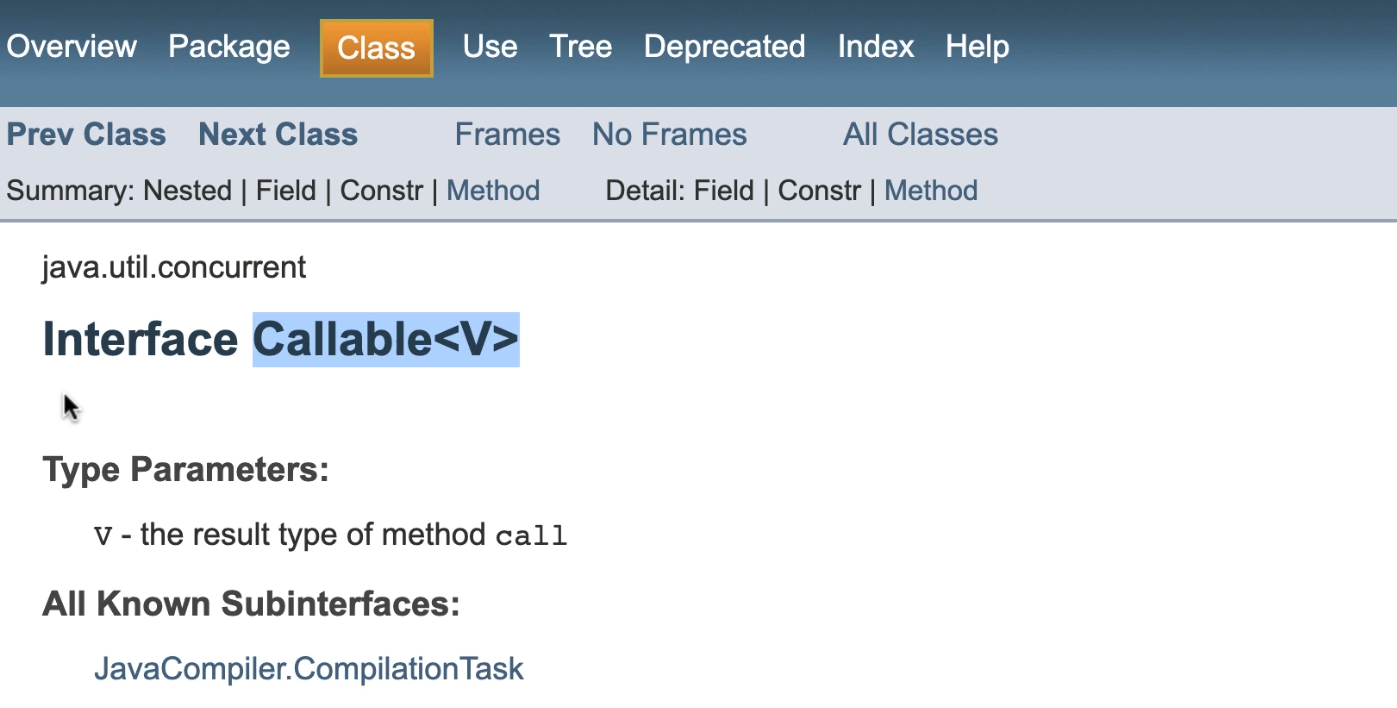 Overview Package Class Use Tree Deprecated Index Help
Prev Class Next Class Frames No Frames All Classes
Summary: Nested | Field | Constr | Method Detail: Field | Constr | Method
java.util.concurrent
Interface Callable<V>
Type Parameters:
V - the result type of method call
All Known Subinterfaces:
JavaCompiler.CompilationTask